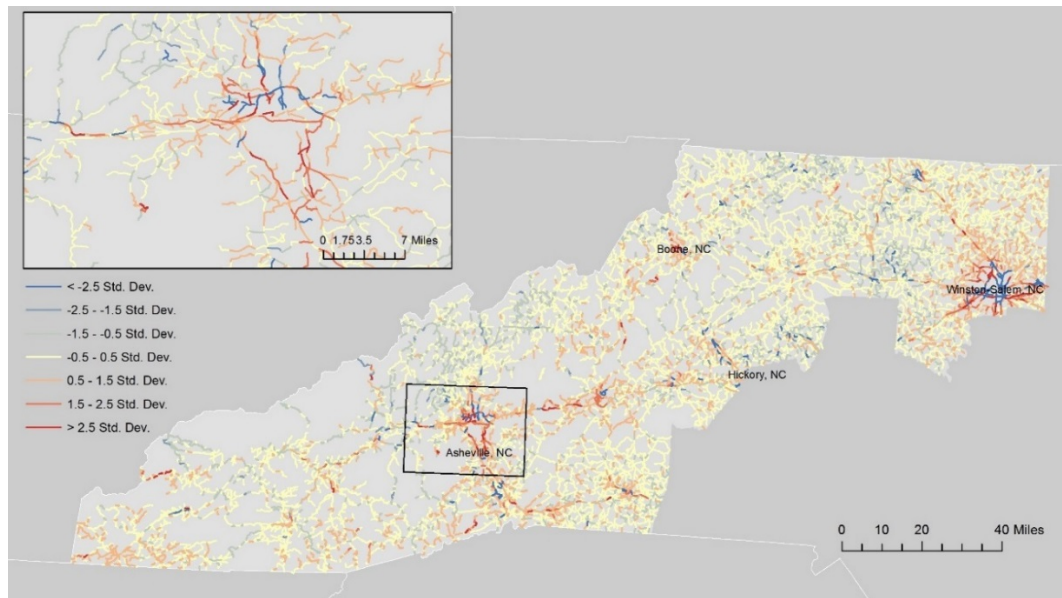 0 1.753.5 7 Miles
< -2.5 Std. Dev.
-2.5 - -1.5 Std. Dev.
-1.5 - -0.5 Std. Dev.
-0.5 - 0.5 Std. Dev.
0.5 - 1.5 Std. Dev.
1.5 - 2.5 Std. Dev.
> 2.5 Std. Dev.
Boone, NC
Winston-Salem, NC
Hickory, NC
Asheville, NC
0 10 20 40 Miles